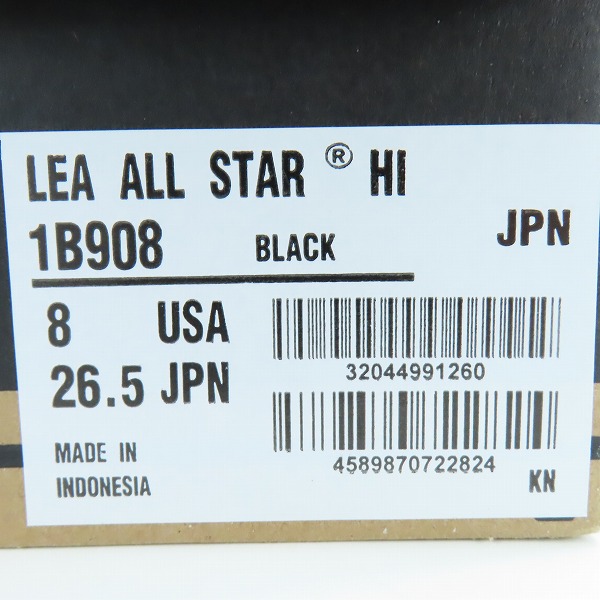 LEA ALL STAR ® HI
1B908 BLACK JPN
8 USA
26.5 JPN
32044991260
4589870722824
MADE IN
INDONESIA
KN